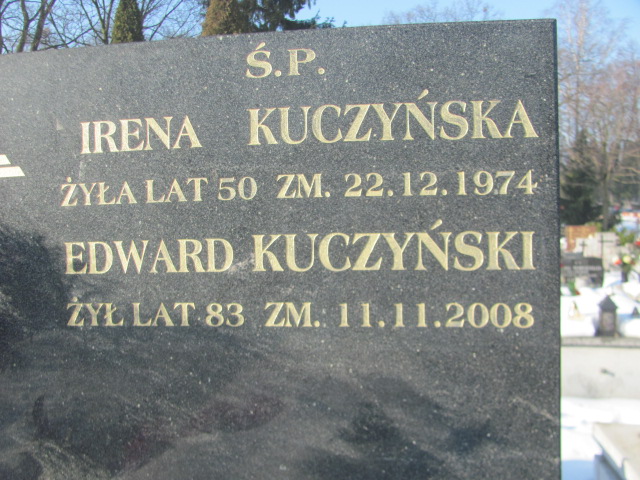 Ś.P.
IRENA KUCZYŃSKA
ŻYŁA LAT 50 ZM. 22.12.1974
EDWARD KUCZYŃSKI
ŻYŁ LAT 83 ZM. 11.11.2008